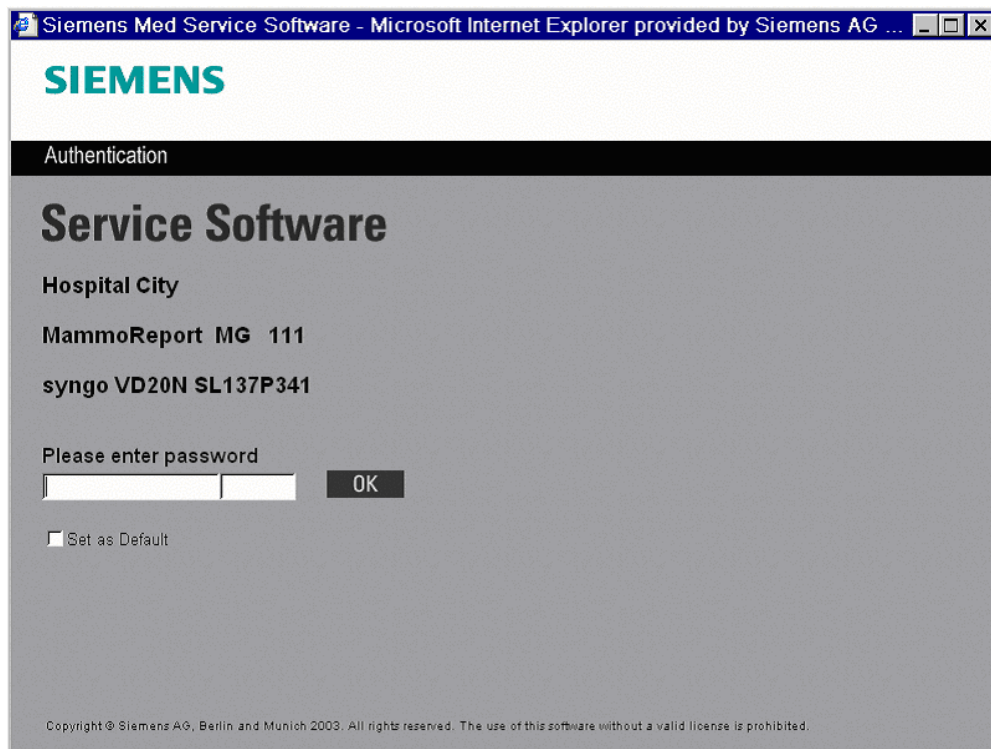 Siemens Med Service Software - Microsoft Internet Explorer provided by Siemens AG ...
SIEMENS
Authentication
Service Software
Hospital City
MammoReport MG 111
syngo VD20N SL137P341
Please enter password
OK
Set as Default
Copyright © Siemens AG, Berlin and Munich 2003. All rights reserved. The use of this software without a valid license is prohibited.